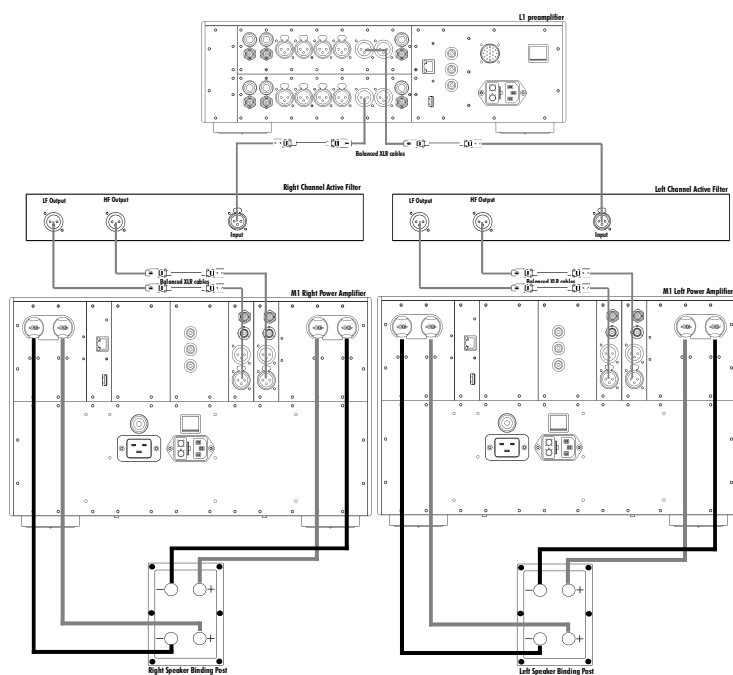 L1 preamplifier
Balanced XLR cables
Right Channel Active Filter
Left Channel Active Filter
LF Output
HF Output
Input
LF Output
HF Output
Input
Balanced XLR cables
Balanced XLR cables
M1 Right Power Amplifier
M1 Left Power Amplifier
− +
− +
− +
− +
Right Speaker Binding Post
Left Speaker Binding Post